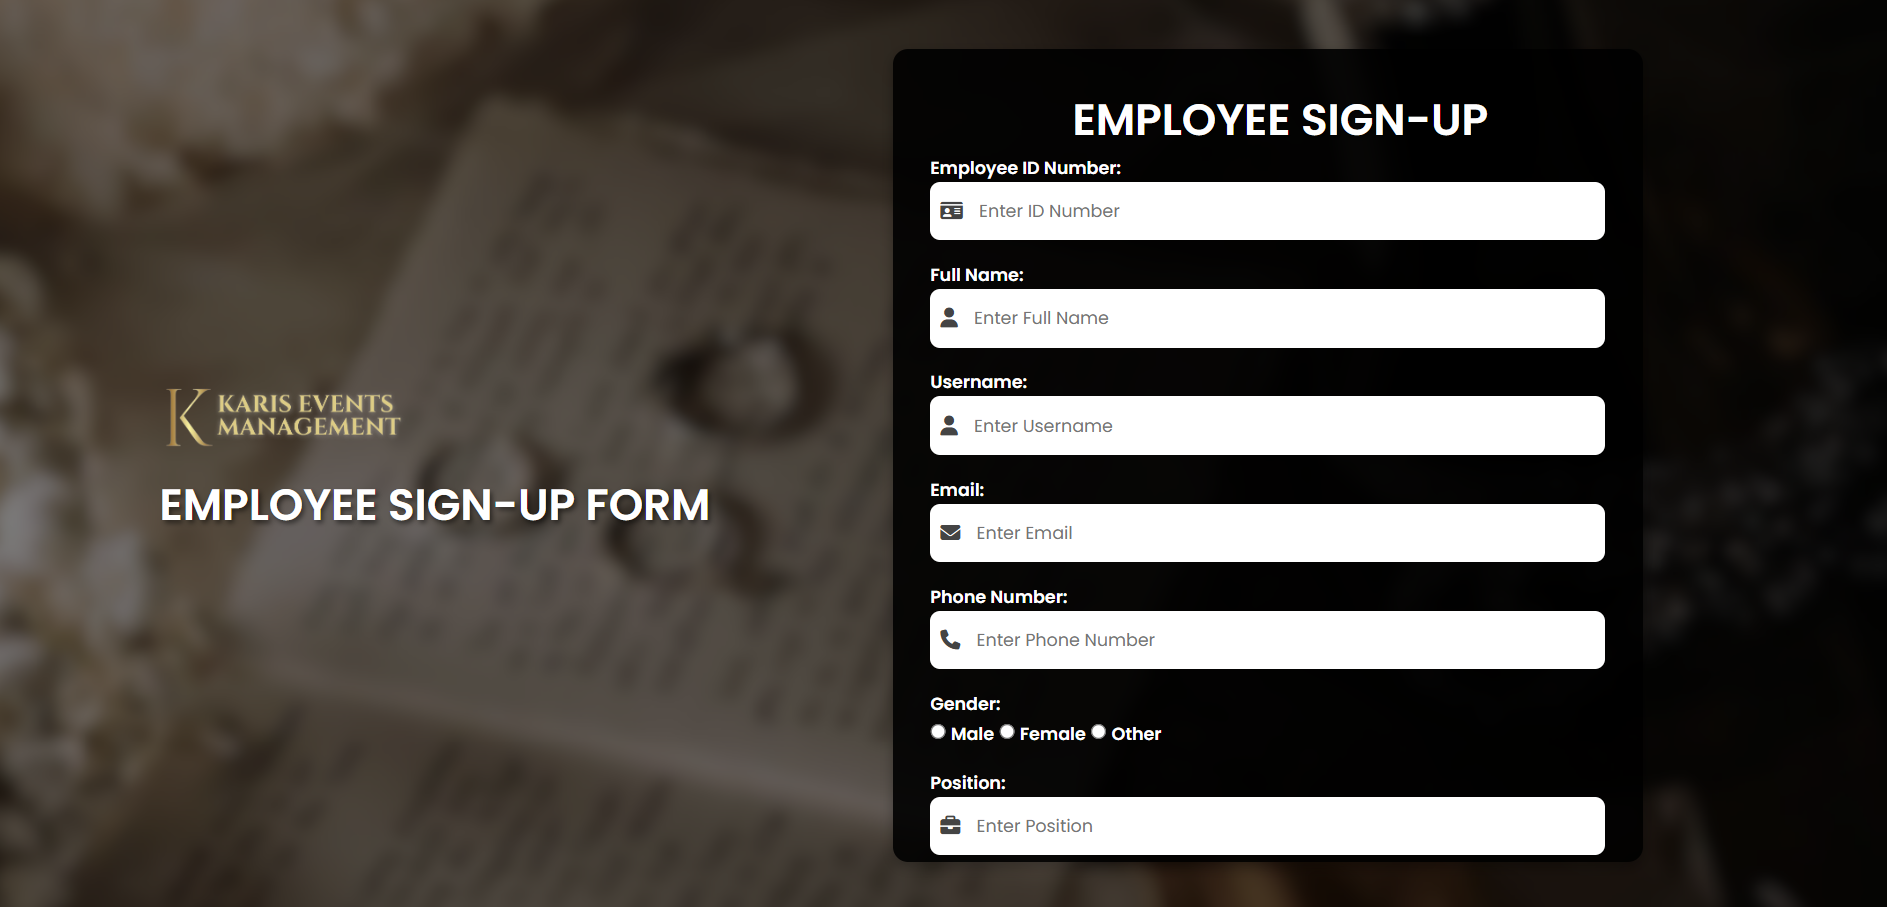 KARIS EVENTS
MANAGEMENT
EMPLOYEE SIGN-UP FORM
EMPLOYEE SIGN-UP
Employee ID Number:
Enter ID Number
Full Name:
Enter Full Name
Username:
Enter Username
Email:
Enter Email
Phone Number:
Enter Phone Number
Gender:
Male Female Other
Position:
Enter Position